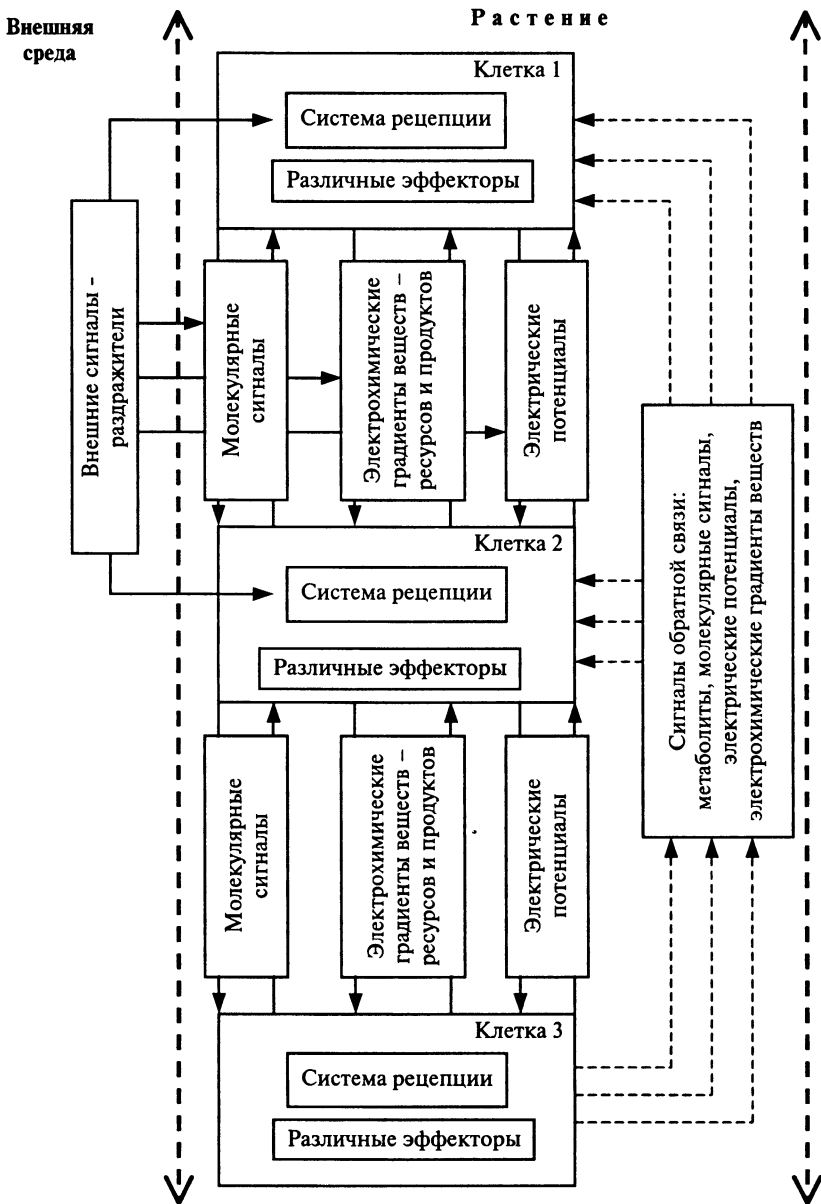 Внешняя
среда
Растение
Клетка 1
Система рецепции
Различные эффекторы
Внешние сигналы -
раздражители
Молекулярные
сигналы
Электрохимические
градиенты веществ –
ресурсов и продуктов
Электрические
потенциалы
Клетка 2
Система рецепции
Различные эффекторы
Сигналы обратной связи:
метаболиты, молекулярные сигналы,
электрические потенциалы,
электрохимические градиенты веществ
Молекулярные
сигналы
Электрохимические
градиенты веществ –
ресурсов и продуктов
Электрические
потенциалы
Клетка 3
Система рецепции
Различные эффекторы